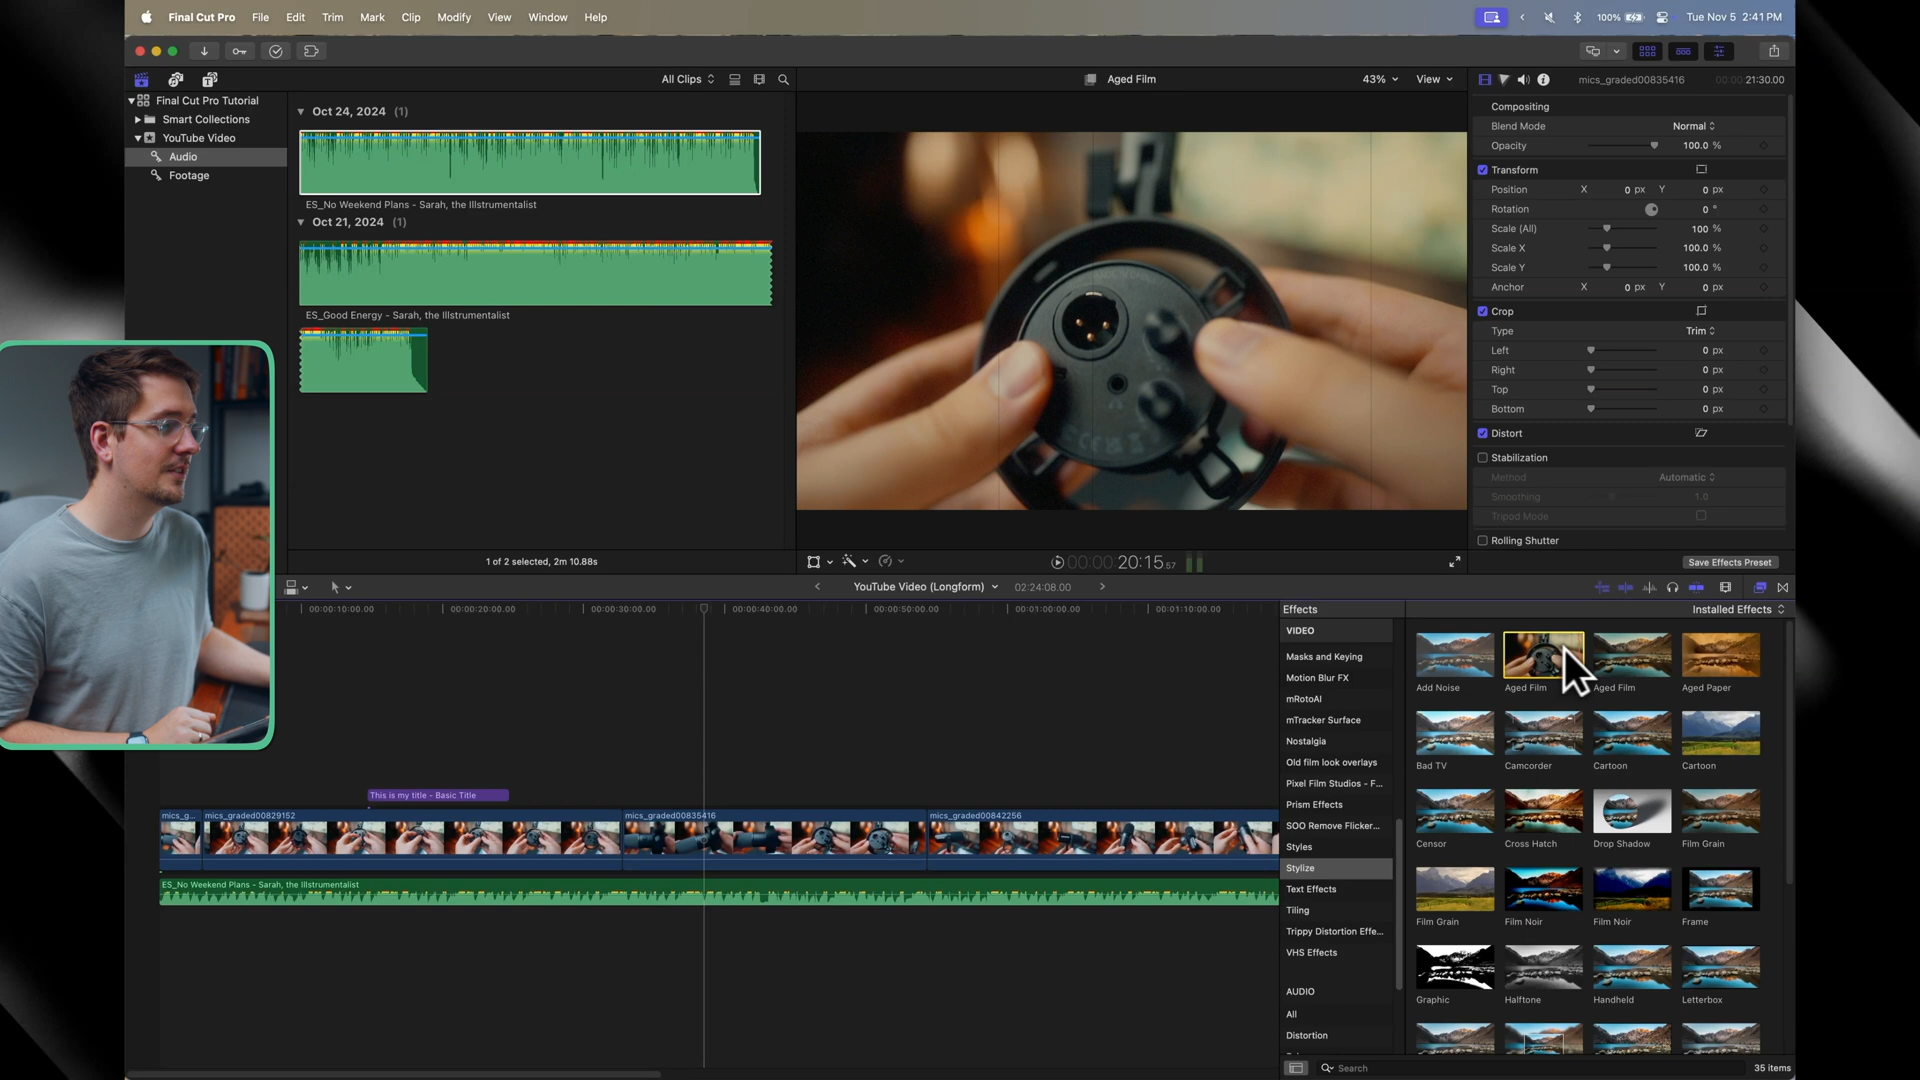 Final Cut Pro File Edit Trim Mark Clip Modify View Window Help
100% Tue Nov 5 2:41 PM
All Clips
Aged Film
43% View
mics_graded00835416 00:00:21:30.00
Final Cut Pro Tutorial
Smart Collections
YouTube Video
Audio
Footage
Oct 24, 2024 (1)
ES_No Weekend Plans - Sarah, the Illstrumentalist
Oct 21, 2024 (1)
ES_Good Energy - Sarah, the Illstrumentalist
1 of 2 selected, 2m 10.88s
00:00:20:15.57
Compositing
Blend Mode Normal
Opacity 100.0 %
Transform
Position X 0 px Y 0 px
Rotation 0 °
Scale (All) 100 %
Scale X 100.0 %
Scale Y 100.0 %
Anchor X 0 px Y 0 px
Crop
Type Trim
Left 0 px
Right 0 px
Top 0 px
Bottom 0 px
Distort
Stabilization
Method Automatic
Smoothing 1.0
Tripod Mode
Rolling Shutter
Save Effects Preset
YouTube Video (Longform) 02:24:08.00
00:00:10:00.00 00:00:20:00.00 00:00:30:00.00 00:00:40:00.00 00:00:50:00.00 00:01:00:00.00 00:01:10:00.00
This is my title - Basic Title
mics_g... mics_graded00829152 mics_graded00835416 mics_graded00842256
ES_No Weekend Plans - Sarah, the Illstrumentalist
Effects
Installed Effects
VIDEO
Masks and Keying
Motion Blur FX
mRotoAI
mTracker Surface
Nostalgia
Old film look overlays
Pixel Film Studios - F...
Prism Effects
SOO Remove Flicker...
Styles
Stylize
Text Effects
Tiling
Trippy Distortion Effe...
VHS Effects
AUDIO
All
Distortion
Add Noise Aged Film Aged Film Aged Paper
Bad TV Camcorder Cartoon Cartoon
Censor Cross Hatch Drop Shadow Film Grain
Film Grain Film Noir Film Noir Frame
Graphic Halftone Handheld Letterbox
Search
35 items